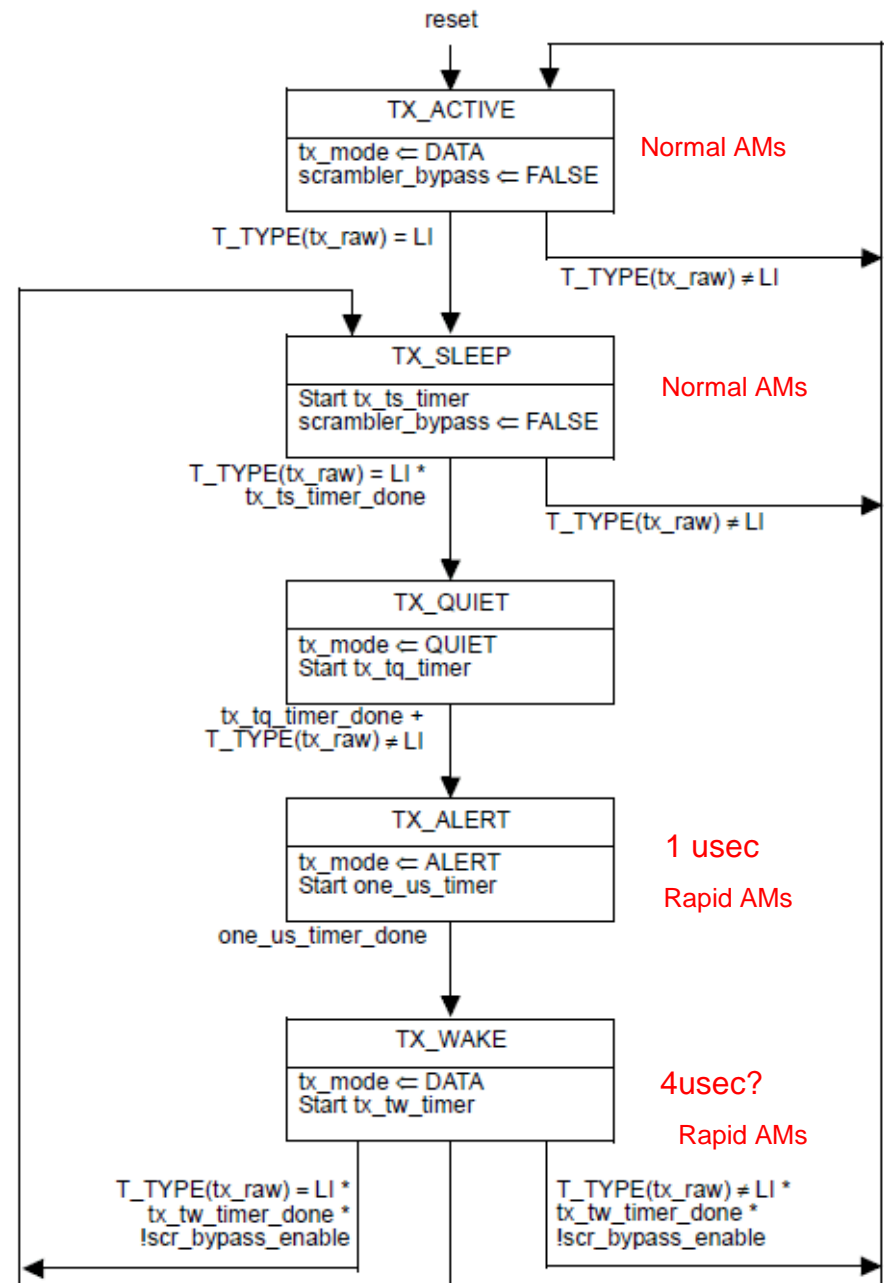 reset
TX_ACTIVE
tx_mode ⇐ DATA
scrambler_bypass ⇐ FALSE
Normal AMs
T_TYPE(tx_raw) = LI
T_TYPE(tx_raw) ≠ LI
TX_SLEEP
Start tx_ts_timer
scrambler_bypass ⇐ FALSE
Normal AMs
T_TYPE(tx_raw) = LI *
tx_ts_timer_done
T_TYPE(tx_raw) ≠ LI
TX_QUIET
tx_mode ⇐ QUIET
Start tx_tq_timer
tx_tq_timer_done +
T_TYPE(tx_raw) ≠ LI
TX_ALERT
tx_mode ⇐ ALERT
Start one_us_timer
1 usec
Rapid AMs
one_us_timer_done
TX_WAKE
tx_mode ⇐ DATA
Start tx_tw_timer
4usec?
Rapid AMs
T_TYPE(tx_raw) = LI *
tx_tw_timer_done *
!scr_bypass_enable
T_TYPE(tx_raw) ≠ LI *
tx_tw_timer_done *
!scr_bypass_enable